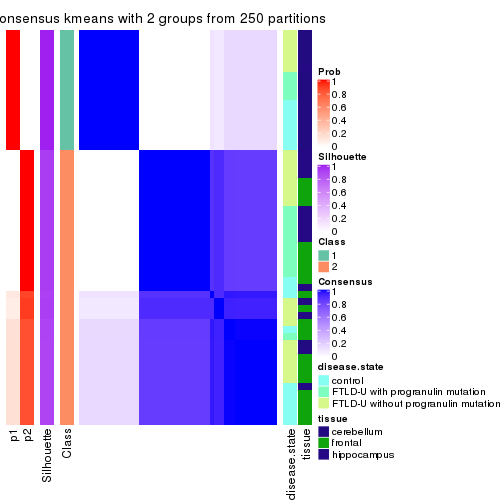 onsensus kmeans with 2 groups from 250 partitions
Prob
1
0.8
0.6
0.4
0.2
0
Silhouette
1
0.8
0.6
0.4
0.2
0
Class
1
2
Consensus
1
0.8
0.6
0.4
0.2
0
disease.state
control
FTLD-U with progranulin mutation
FTLD-U without progranulin mutation
tissue
cerebellum
frontal
hippocampus
p1
p2
Silhouette
Class
disease.state
tissue